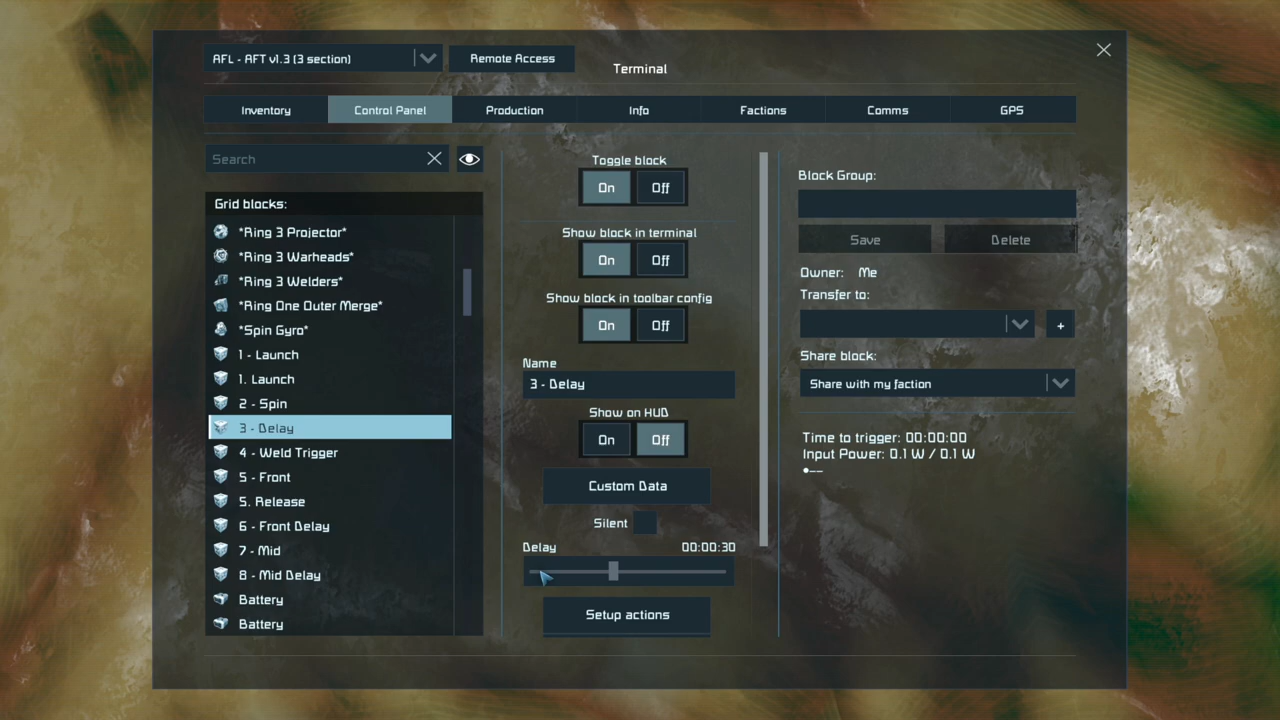 AFL - AFT v1.3 (3 section)
Remote Access
Terminal
Inventory
Control Panel
Production
Info
Factions
Comms
GPS
Search
Grid blocks:
*Ring 3 Projector*
*Ring 3 Warheads*
*Ring 3 Welders*
*Ring One Outer Merge*
*Spin Gyro*
1 - Launch
1. Launch
2 - Spin
3 - Delay
4 - Weld Trigger
5 - Front
5. Release
6 - Front Delay
7 - Mid
8 - Mid Delay
Battery
Battery
Toggle block
On Off
Show block in terminal
On Off
Show block in toolbar config
On Off
Name
3 - Delay
Show on HUD
On Off
Custom Data
Silent
Delay 00:00:30
Setup actions
Block Group:
Save Delete
Owner: Me
Transfer to:
+
Share block:
Share with my faction
Time to trigger: 00:00:00
Input Power: 0.1 W / 0.1 W